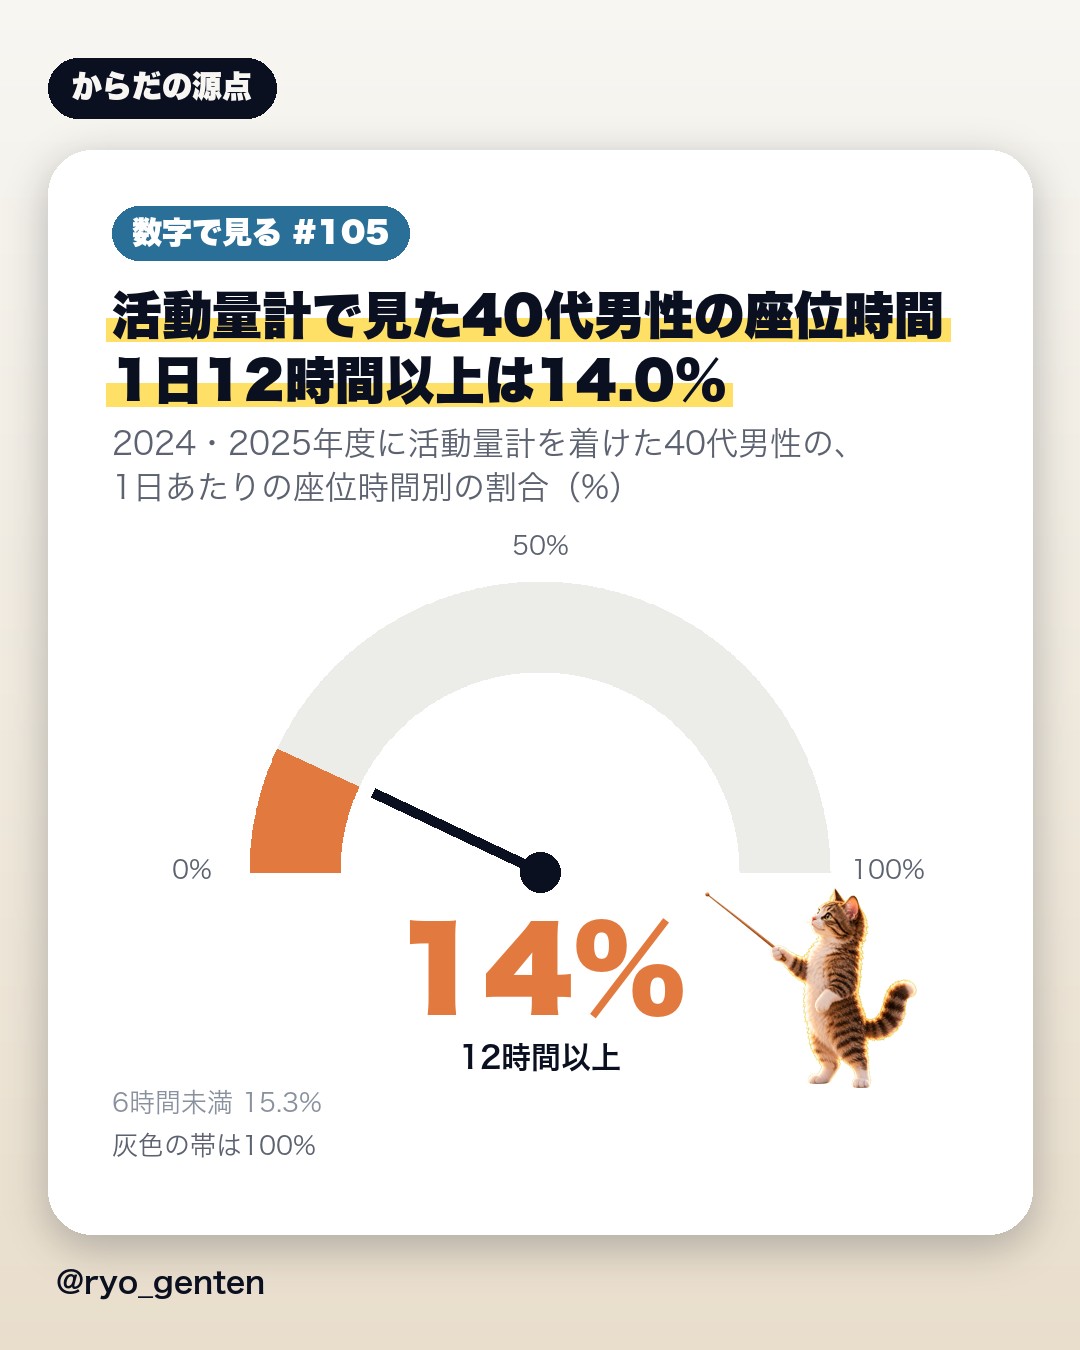 からだの源点
数字で見る #105
活動量計で見た40代男性の座位時間
1日12時間以上は14.0%
2024・2025年度に活動量計を着けた40代男性の、
1日あたりの座位時間別の割合（%）
50%
0%
100%
14%
12時間以上
6時間未満 15.3%
灰色の帯は100%
@ryo_genten